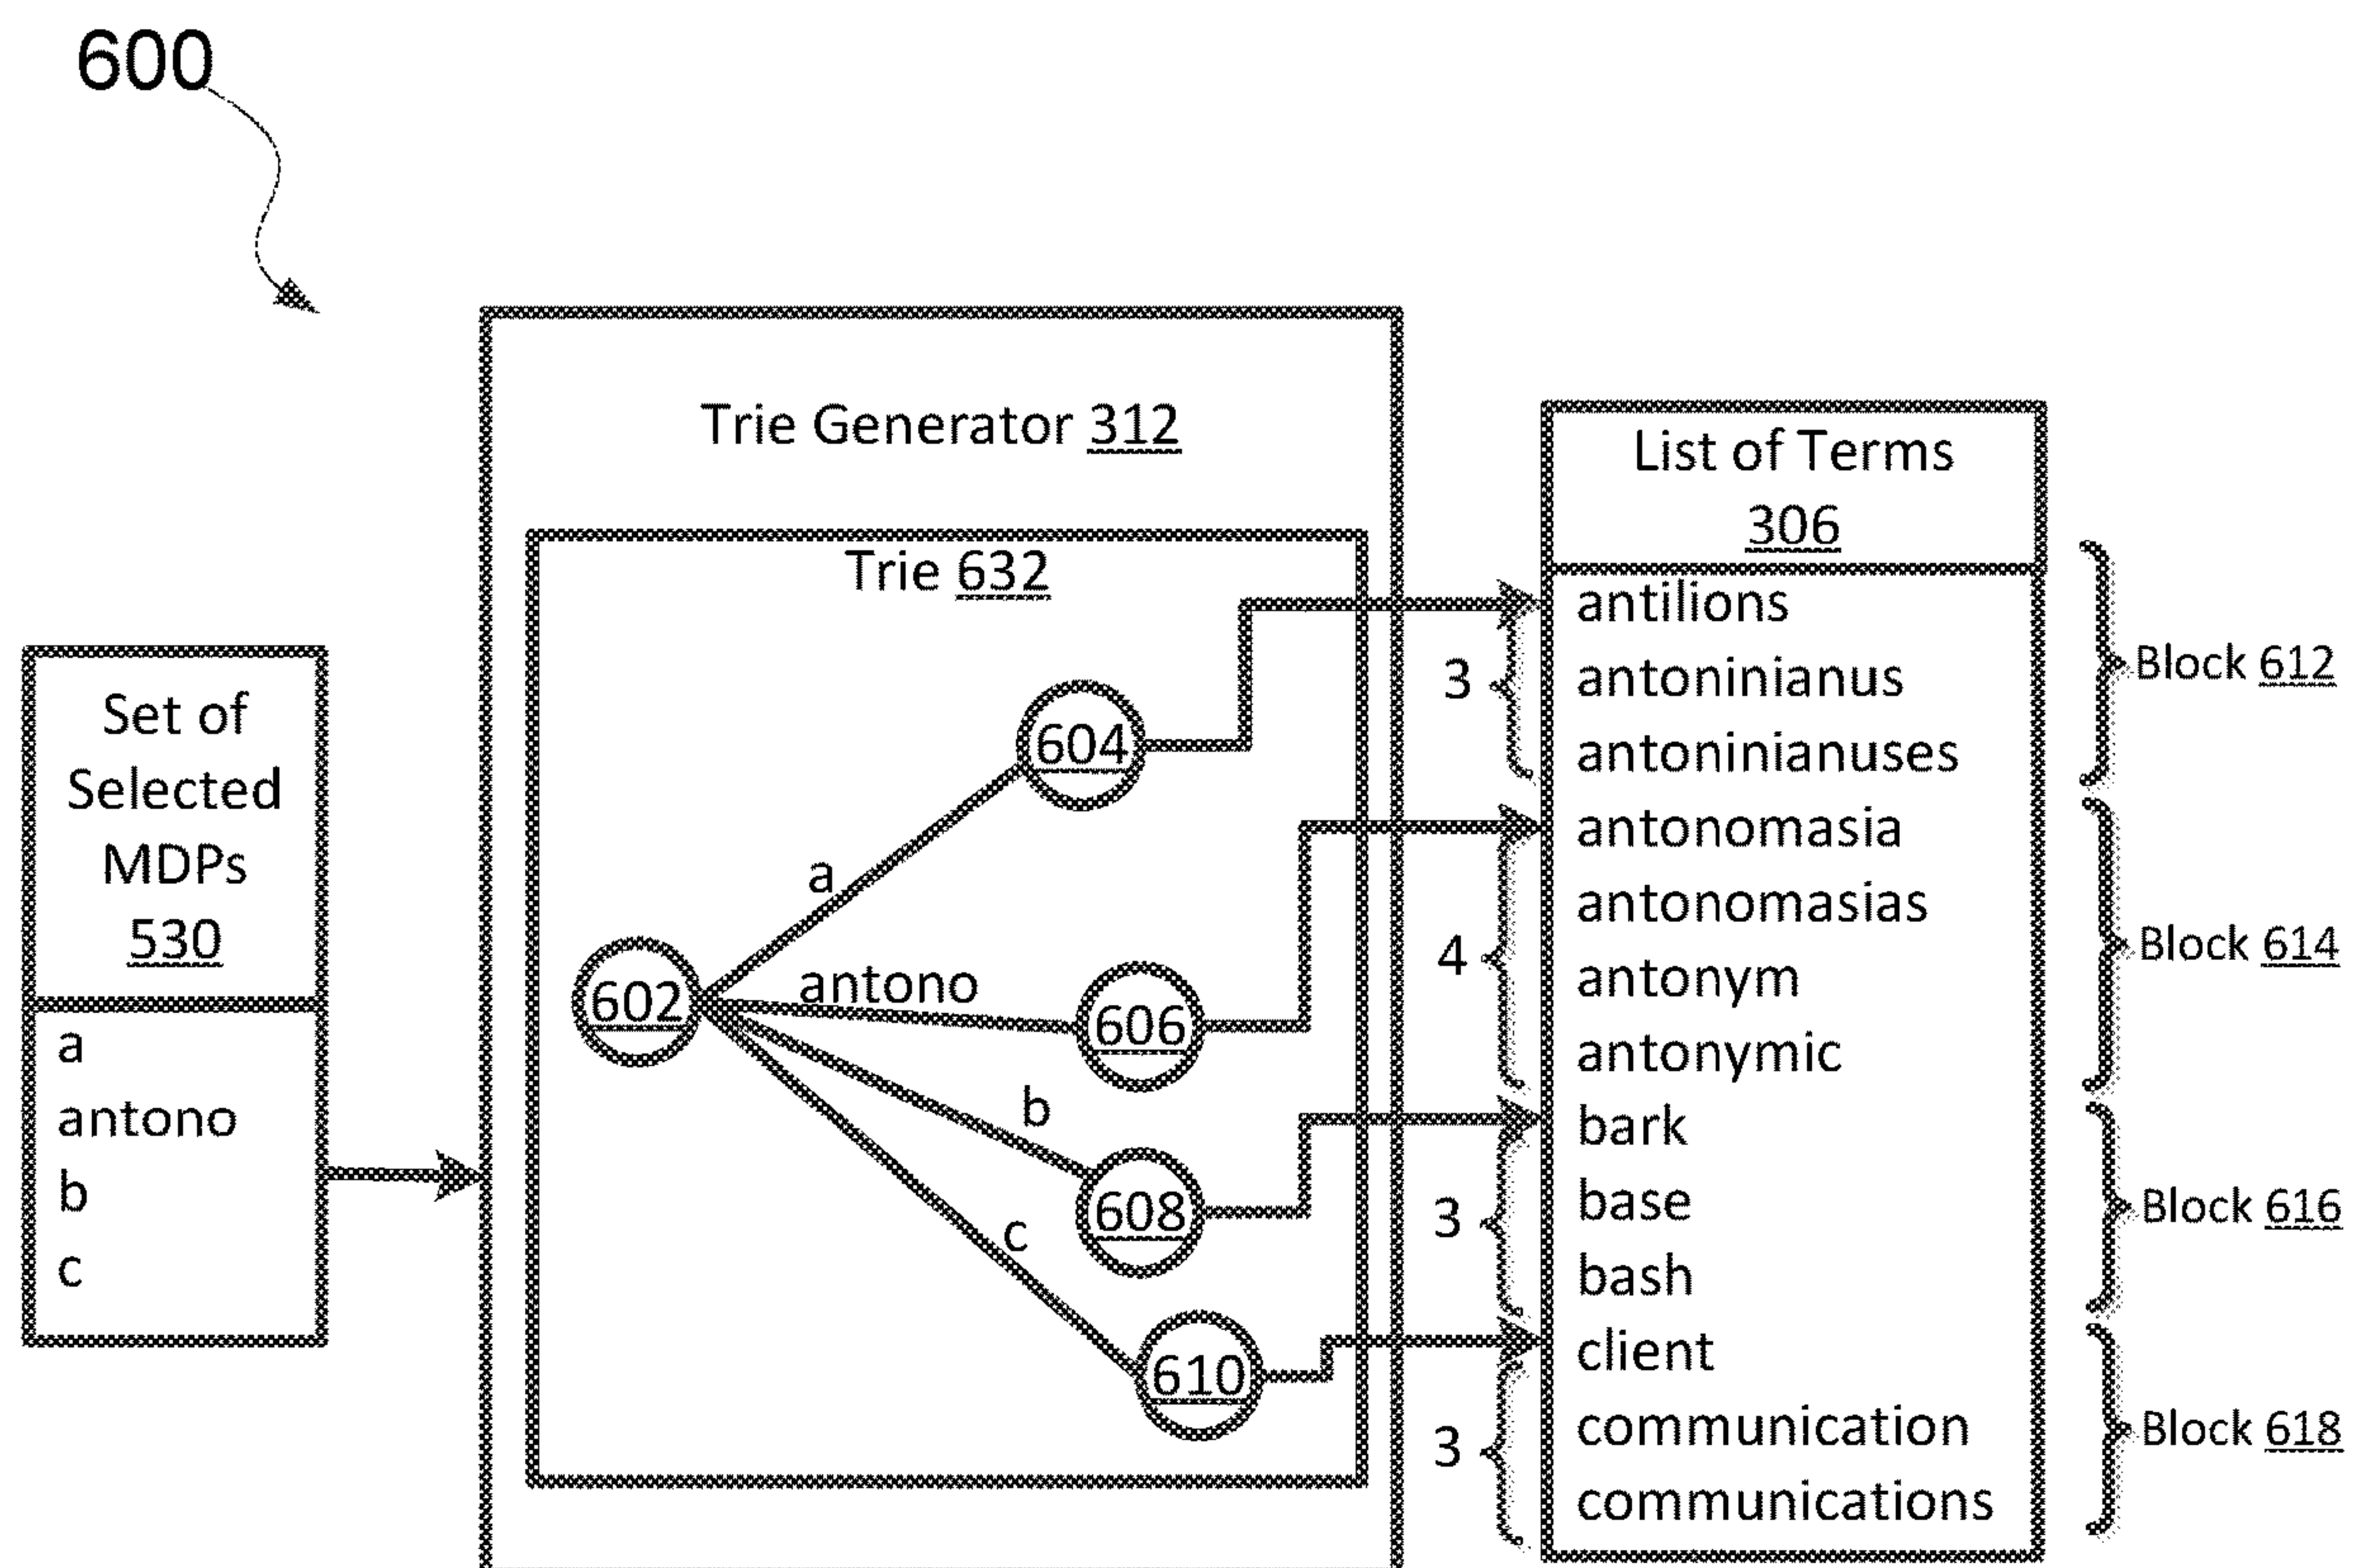 600
Trie Generator 312
Trie 632
Set of
Selected
MDPs
530
a
antono
b
c
602
604
606
608
610
a
antono
b
c
3
4
3
3
List of Terms
306
antilions
antoninianus
antoninianuses
antonomasia
antonomasias
antonym
antonymic
bark
base
bash
client
communication
communications
Block 612
Block 614
Block 616
Block 618